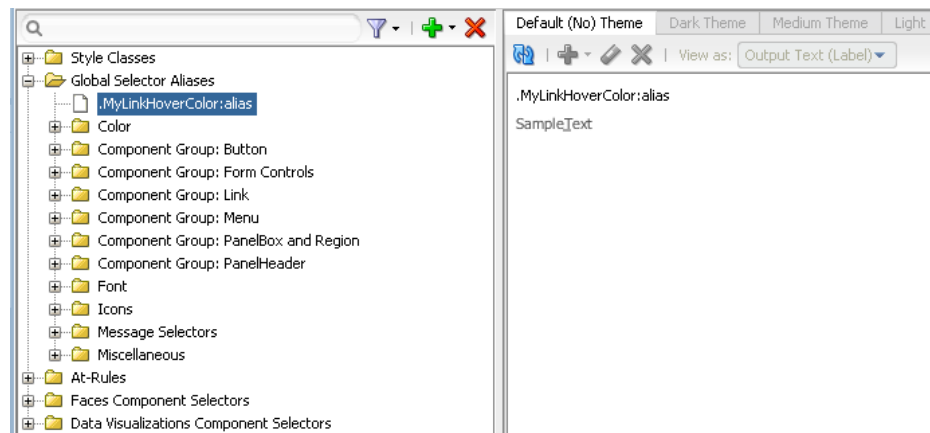 Style Classes
Global Selector Aliases
.MyLinkHoverColor:alias
Color
Component Group: Button
Component Group: Form Controls
Component Group: Link
Component Group: Menu
Component Group: PanelBox and Region
Component Group: PanelHeader
Font
Icons
Message Selectors
Miscellaneous
At-Rules
Faces Component Selectors
Data Visualizations Component Selectors
Default (No) Theme Dark Theme Medium Theme Light
View as: Output Text (Label)
.MyLinkHoverColor:alias
SampleText